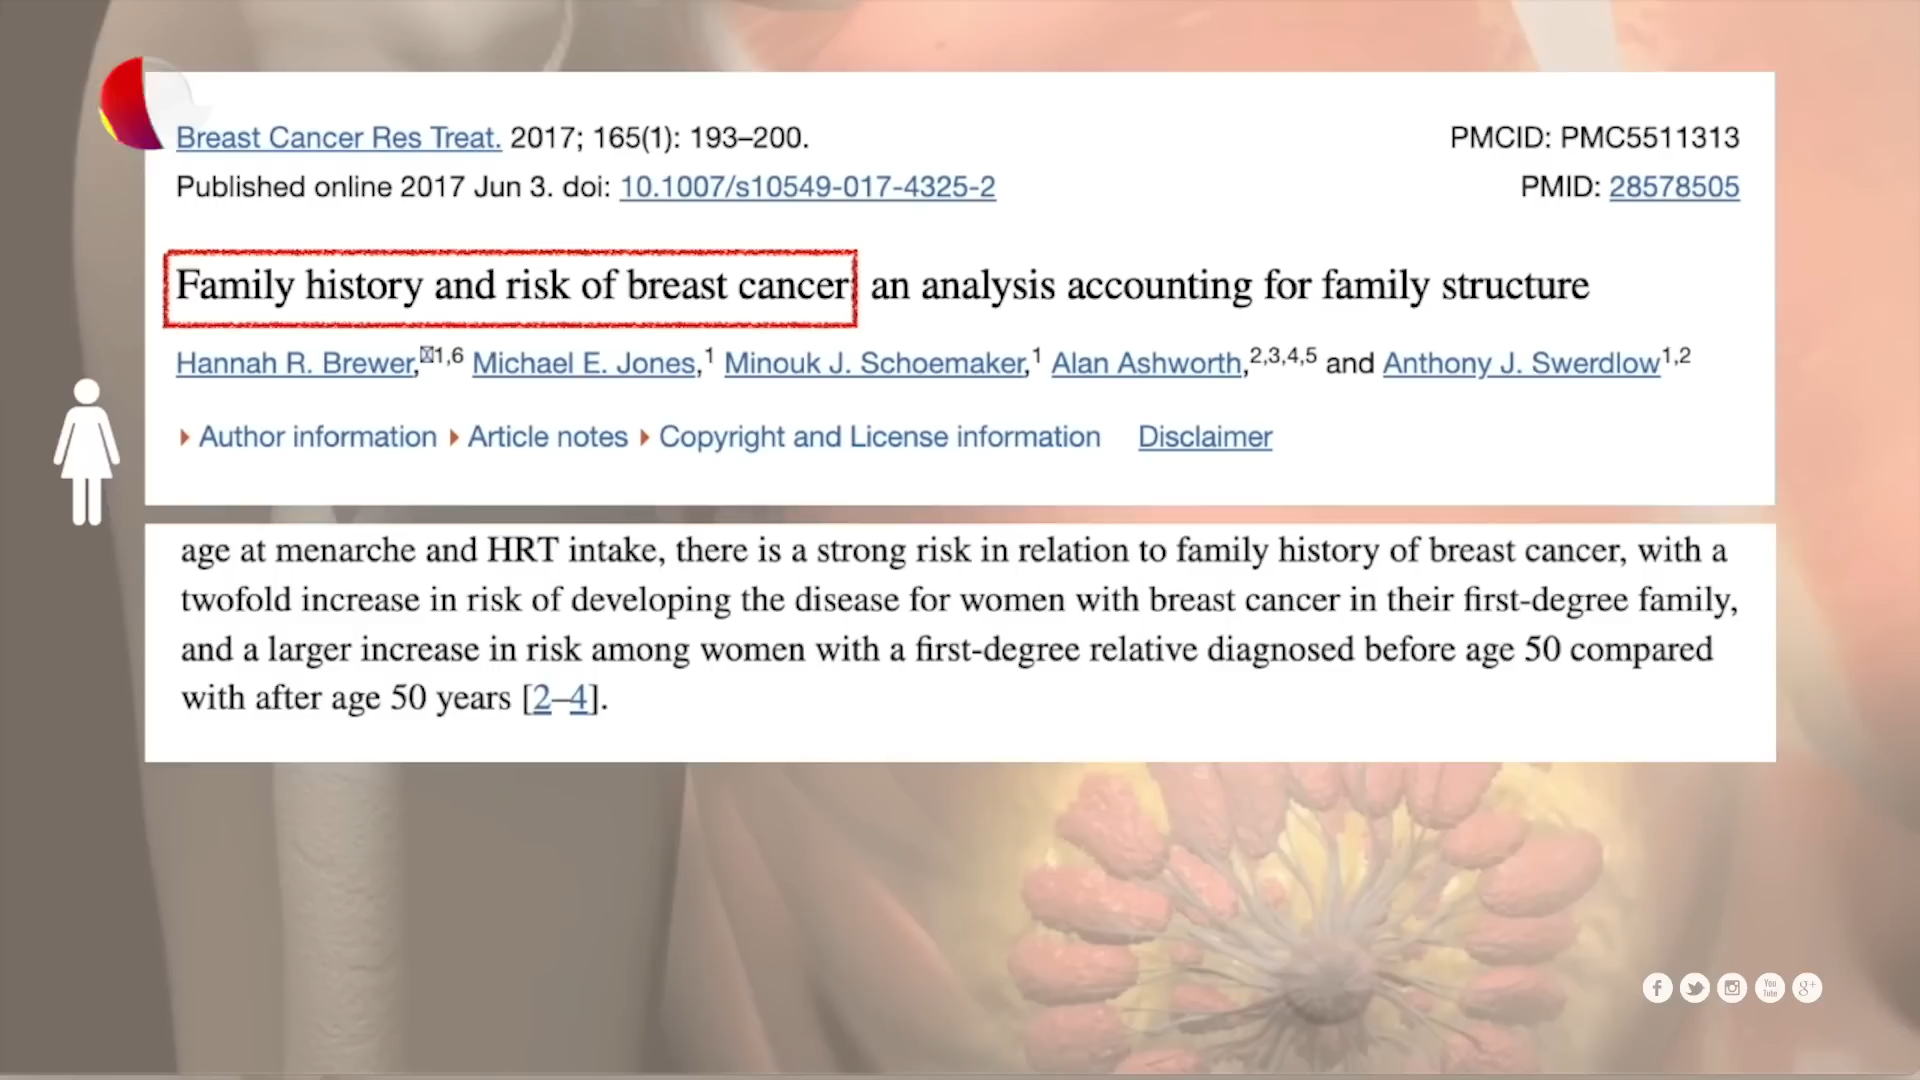 Breast Cancer Res Treat. 2017; 165(1): 193–200. PMCID: PMC5511313
Published online 2017 Jun 3. doi: 10.1007/s10549-017-4325-2 PMID: 28578505
Family history and risk of breast cancer: an analysis accounting for family structure
Hannah R. Brewer,1,6 Michael E. Jones,1 Minouk J. Schoemaker,1 Alan Ashworth,2,3,4,5 and Anthony J. Swerdlow1,2
Author information Article notes Copyright and License information Disclaimer
age at menarche and HRT intake, there is a strong risk in relation to family history of breast cancer, with a
twofold increase in risk of developing the disease for women with breast cancer in their first-degree family,
and a larger increase in risk among women with a first-degree relative diagnosed before age 50 compared
with after age 50 years [2–4].
You
Tube
g+